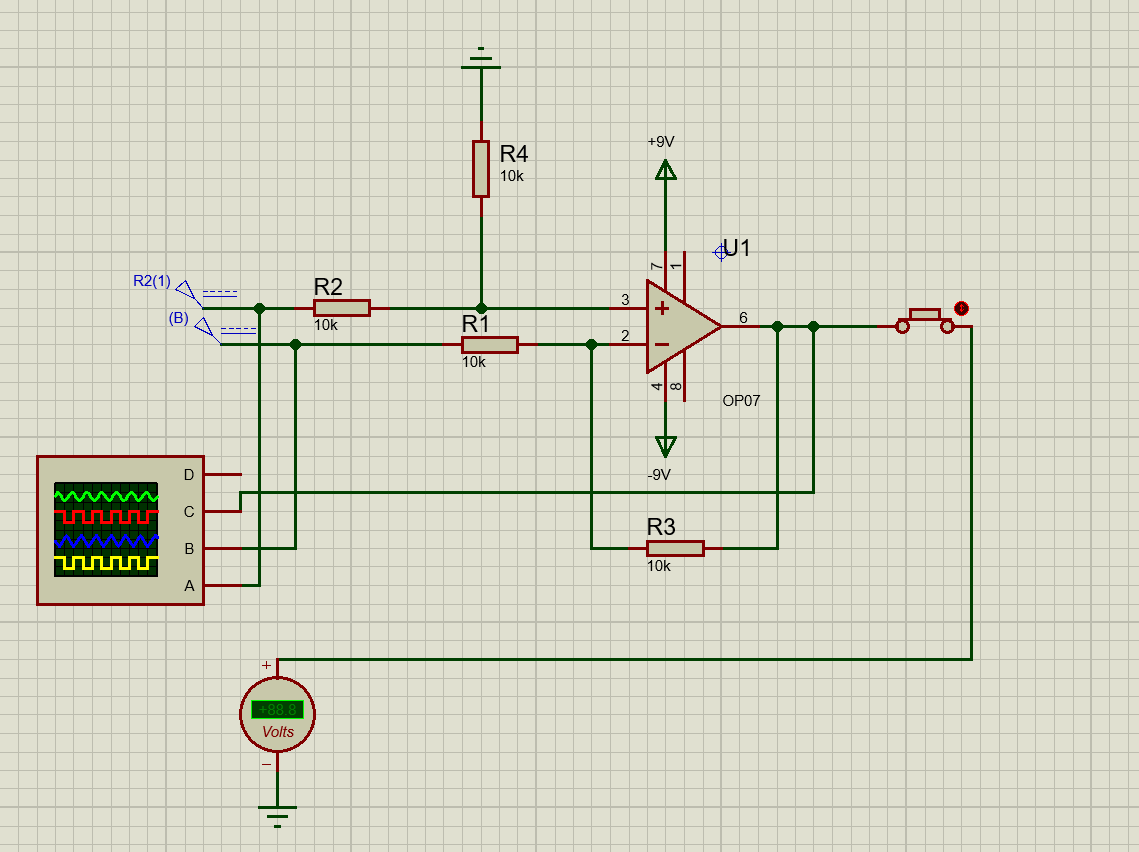 R4
10k
+9V
U1
7
1
R2(1)
R2
(B)
3
10k
R1
6
2
10k
4
8
OP07
-9V
D
C
R3
B
10k
A
+
+88.8
Volts
−